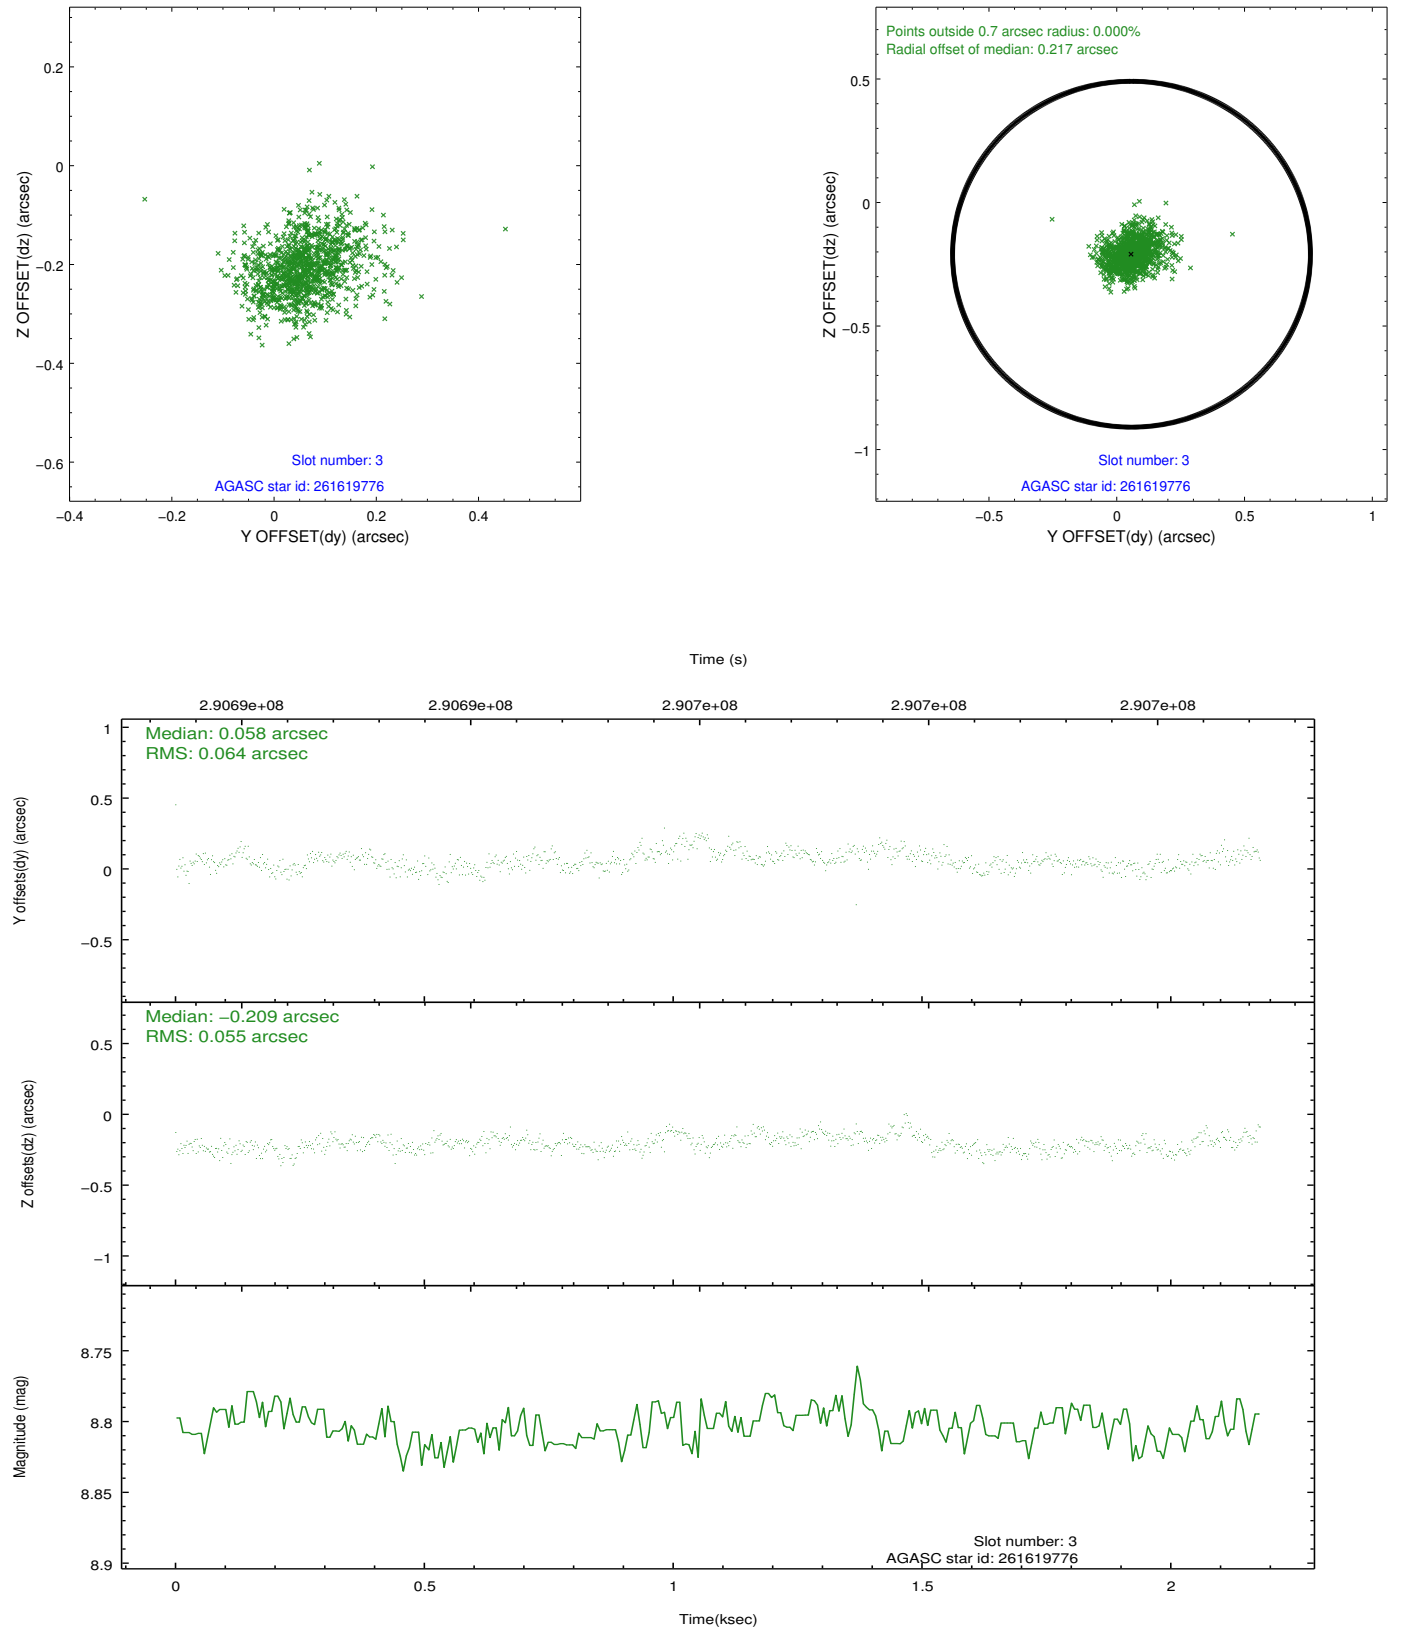 0.2
0
−0.2
−0.4
−0.6
Z OFFSET(dz) (arcsec)
Slot number: 3
AGASC star id: 261619776
−0.4
−0.2
0
0.2
0.4
Y OFFSET(dy) (arcsec)
Points outside 0.7 arcsec radius: 0.000%
Radial offset of median: 0.217 arcsec
0.5
0
−0.5
−1
Z OFFSET(dz) (arcsec)
Slot number: 3
AGASC star id: 261619776
−0.5
0
0.5
1
Y OFFSET(dy) (arcsec)
Time (s)
2.9069e+08
2.9069e+08
2.907e+08
2.907e+08
2.907e+08
Median: 0.058 arcsec
RMS: 0.064 arcsec
1
0.5
0
−0.5
Y offsets(dy) (arcsec)
Median: −0.209 arcsec
RMS: 0.055 arcsec
0.5
0
−0.5
−1
Z offsets(dz) (arcsec)
8.75
8.8
8.85
8.9
Magnitude (mag)
Slot number: 3
AGASC star id: 261619776
0
0.5
1
1.5
2
Time(ksec)